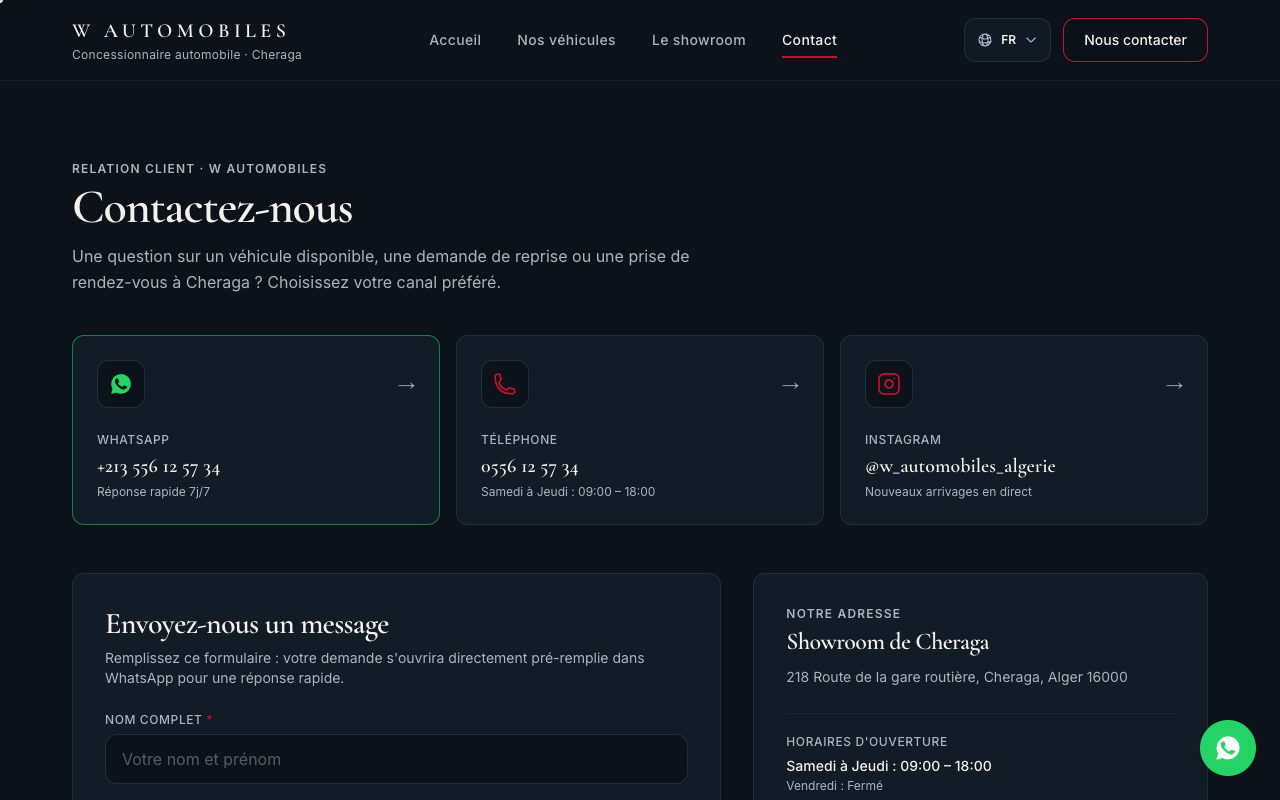 W AUTOMOBILES
Concessionnaire automobile · Cheraga
Accueil
Nos véhicules
Le showroom
Contact
FR
Nous contacter
RELATION CLIENT · W AUTOMOBILES
Contactez-nous
Une question sur un véhicule disponible, une demande de reprise ou une prise de
rendez-vous à Cheraga ? Choisissez votre canal préféré.
→
WHATSAPP
+213 556 12 57 34
Réponse rapide 7j/7
→
TÉLÉPHONE
0556 12 57 34
Samedi à Jeudi : 09:00 – 18:00
→
INSTAGRAM
@w_automobiles_algerie
Nouveaux arrivages en direct
Envoyez-nous un message
Remplissez ce formulaire : votre demande s'ouvrira directement pré-remplie dans
WhatsApp pour une réponse rapide.
NOM COMPLET *
Votre nom et prénom
NOTRE ADRESSE
Showroom de Cheraga
218 Route de la gare routière, Cheraga, Alger 16000
HORAIRES D'OUVERTURE
Samedi à Jeudi : 09:00 – 18:00
Vendredi : Fermé